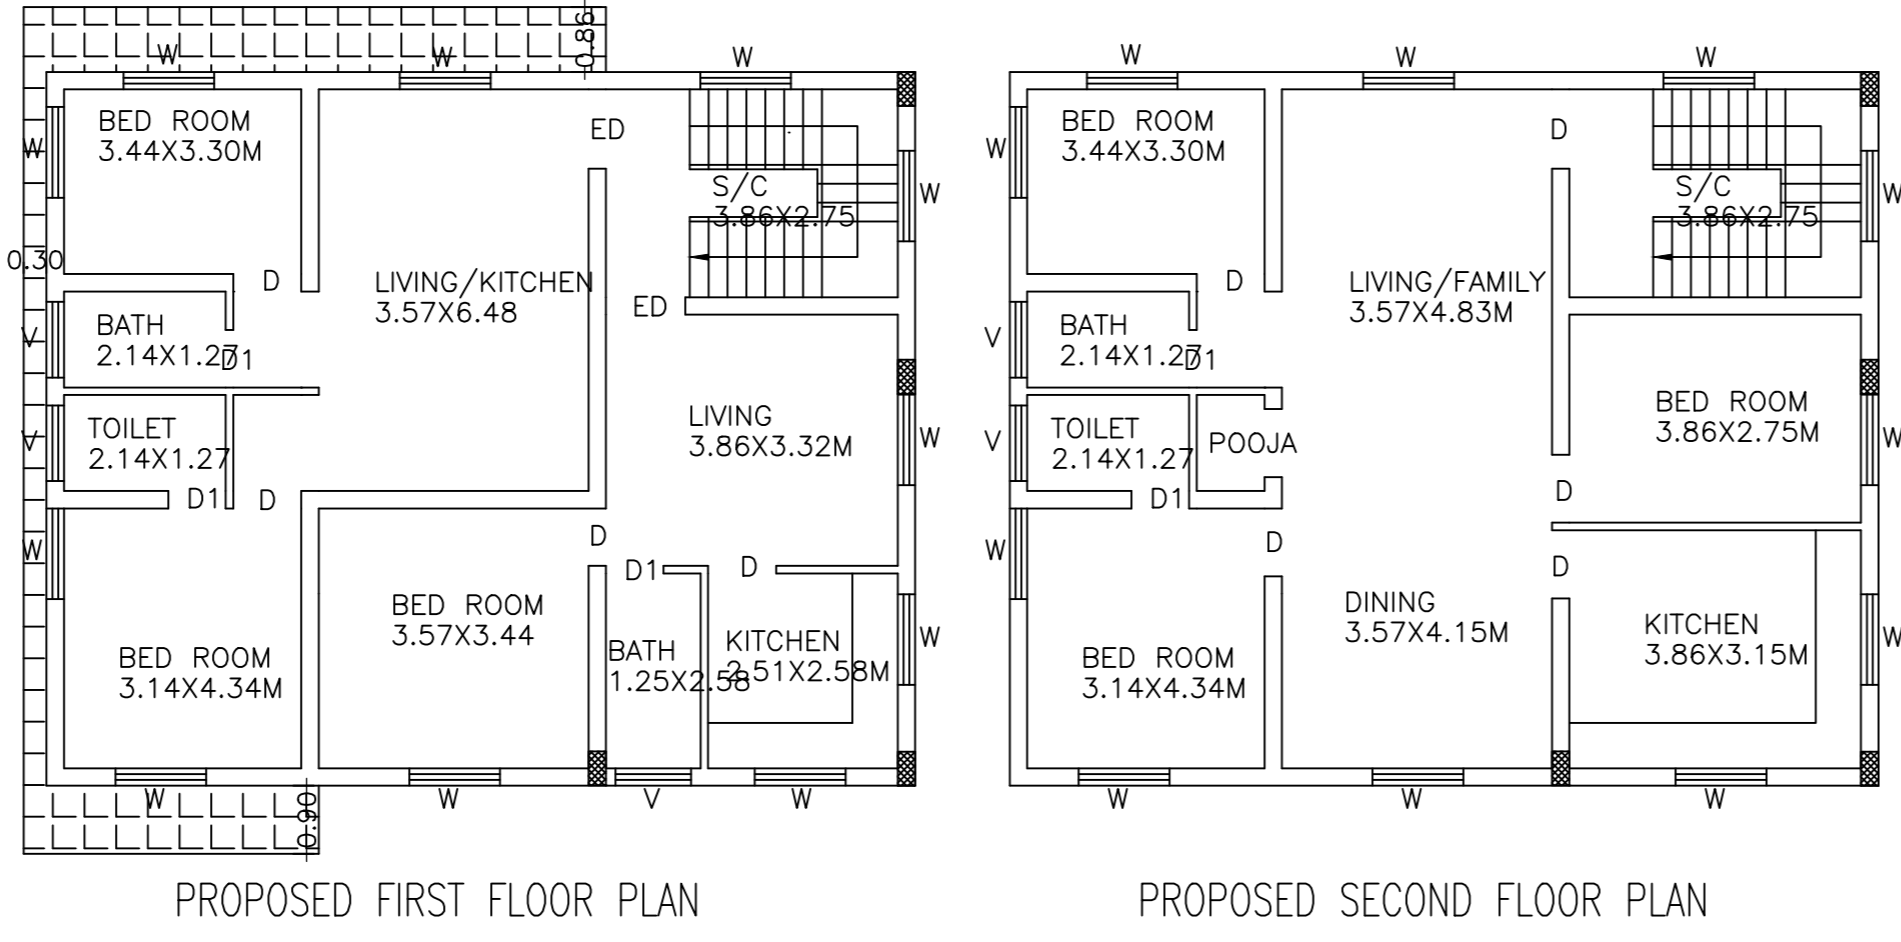 0.86
W
W
W
BED ROOM
3.44X3.30M
ED
W
S/C
3.86X2.75
W
0.30
D
LIVING/KITCHEN
3.57X6.48
ED
BATH
2.14X1.27
D1
V
LIVING
3.86X3.32M
TOILET
2.14X1.27
V
W
D1
D
D
W
D1
D
BED ROOM
3.57X3.44
BED ROOM
3.14X4.34M
BATH
1.25X2.58
KITCHEN
2.51X2.58M
W
W
W
V
W
0.90
PROPOSED FIRST FLOOR PLAN
W
W
W
BED ROOM
3.44X3.30M
D
W
S/C
3.86X2.75
W
D
LIVING/FAMILY
3.57X4.83M
BATH
2.14X1.27
D1
V
BED ROOM
3.86X2.75M
TOILET
2.14X1.27
V
POOJA
W
D1
D
D
W
D
DINING
3.57X4.15M
KITCHEN
3.86X3.15M
W
BED ROOM
3.14X4.34M
W
W
W
PROPOSED SECOND FLOOR PLAN